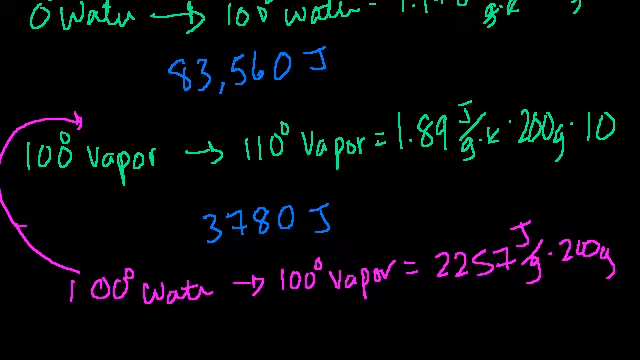 0° Water → 100° Water =
83,560 J
100° Vapor → 110° Vapor = 1.89 J/g·K · 200g · 10
3780 J
100° Water → 100° Vapor = 2257 J/g · 200g